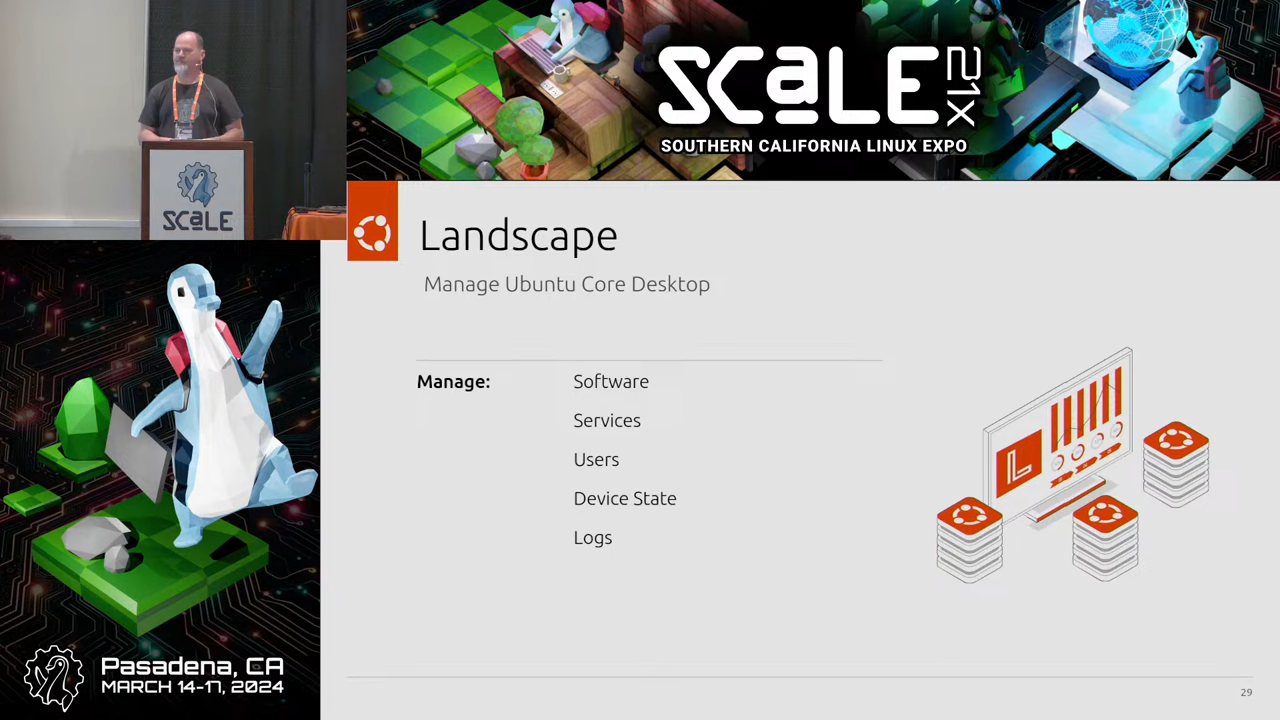 SCaLE 21X
SOUTHERN CALIFORNIA LINUX EXPO
SCaLE
Landscape
Manage Ubuntu Core Desktop
Manage:
Software
Services
Users
Device State
Logs
L
Pasadena, CA
MARCH 14-17, 2024
29